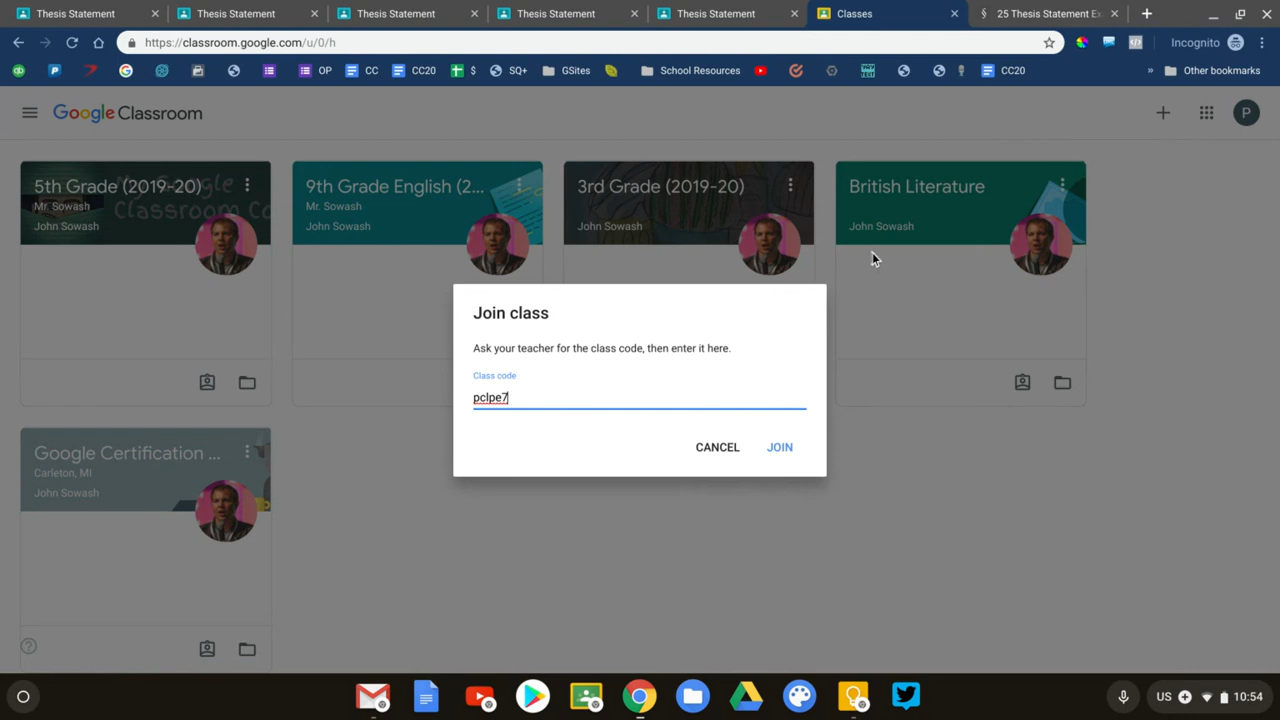 Thesis Statement
Thesis Statement
Thesis Statement
Thesis Statement
Thesis Statement
Classes
25 Thesis Statement Ex
https://classroom.google.com/u/0/h
Incognito
OP
CC
CC20
$
SQ+
GSites
School Resources
CC20
»
Other bookmarks
Google Classroom
P
5th Grade (2019-20)
Mr. Sowash
John Sowash
9th Grade English (2...
Mr. Sowash
John Sowash
3rd Grade (2019-20)
John Sowash
British Literature
John Sowash
Join class
Ask your teacher for the class code, then enter it here.
Class code
pclpe7
CANCEL
JOIN
Google Certification ...
Carleton, MI
John Sowash
US
10:54